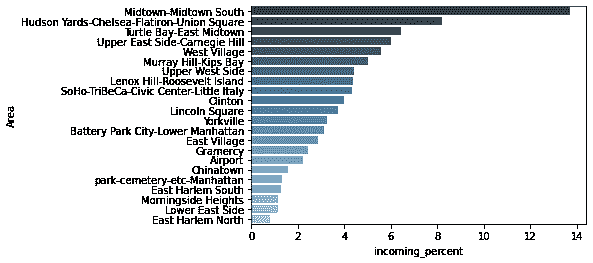 Midtown-Midtown South
Hudson Yards-Chelsea-Flatiron-Union Square
Turtle Bay-East Midtown
Upper East Side-Carnegie Hill
West Village
Murray Hill-Kips Bay
Upper West Side
Lenox Hill-Roosevelt Island
SoHo-TriBeCa-Civic Center-Little Italy
Clinton
Lincoln Square
Yorkville
Battery Park City-Lower Manhattan
East Village
Gramercy
Airport
Chinatown
park-cemetery-etc-Manhattan
East Harlem South
Morningside Heights
Lower East Side
East Harlem North
Area
0 2 4 6 8 10 12 14
incoming_percent